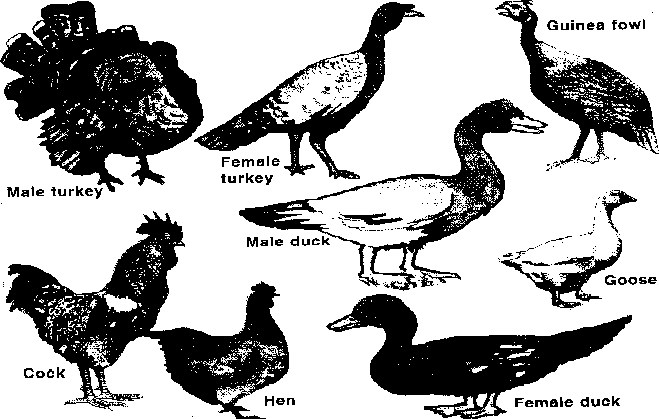 Guinea fowl
Female
turkey
Male turkey
Male duck
Goose
Cock
Hen
Female duck